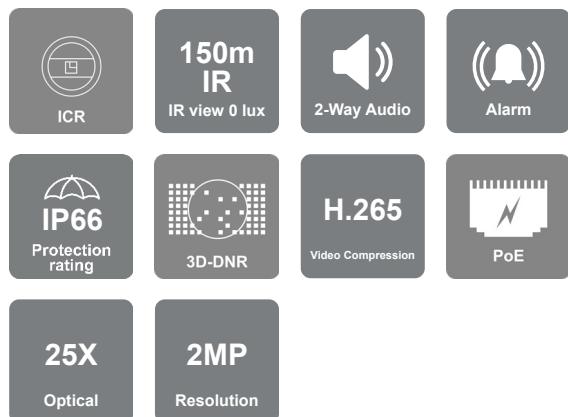 ICR
150m
IR
IR view 0 lux
2-Way Audio
Alarm
IP66
Protection
rating
3D-DNR
H.265
Video Compression
PoE
25X
Optical
2MP
Resolution